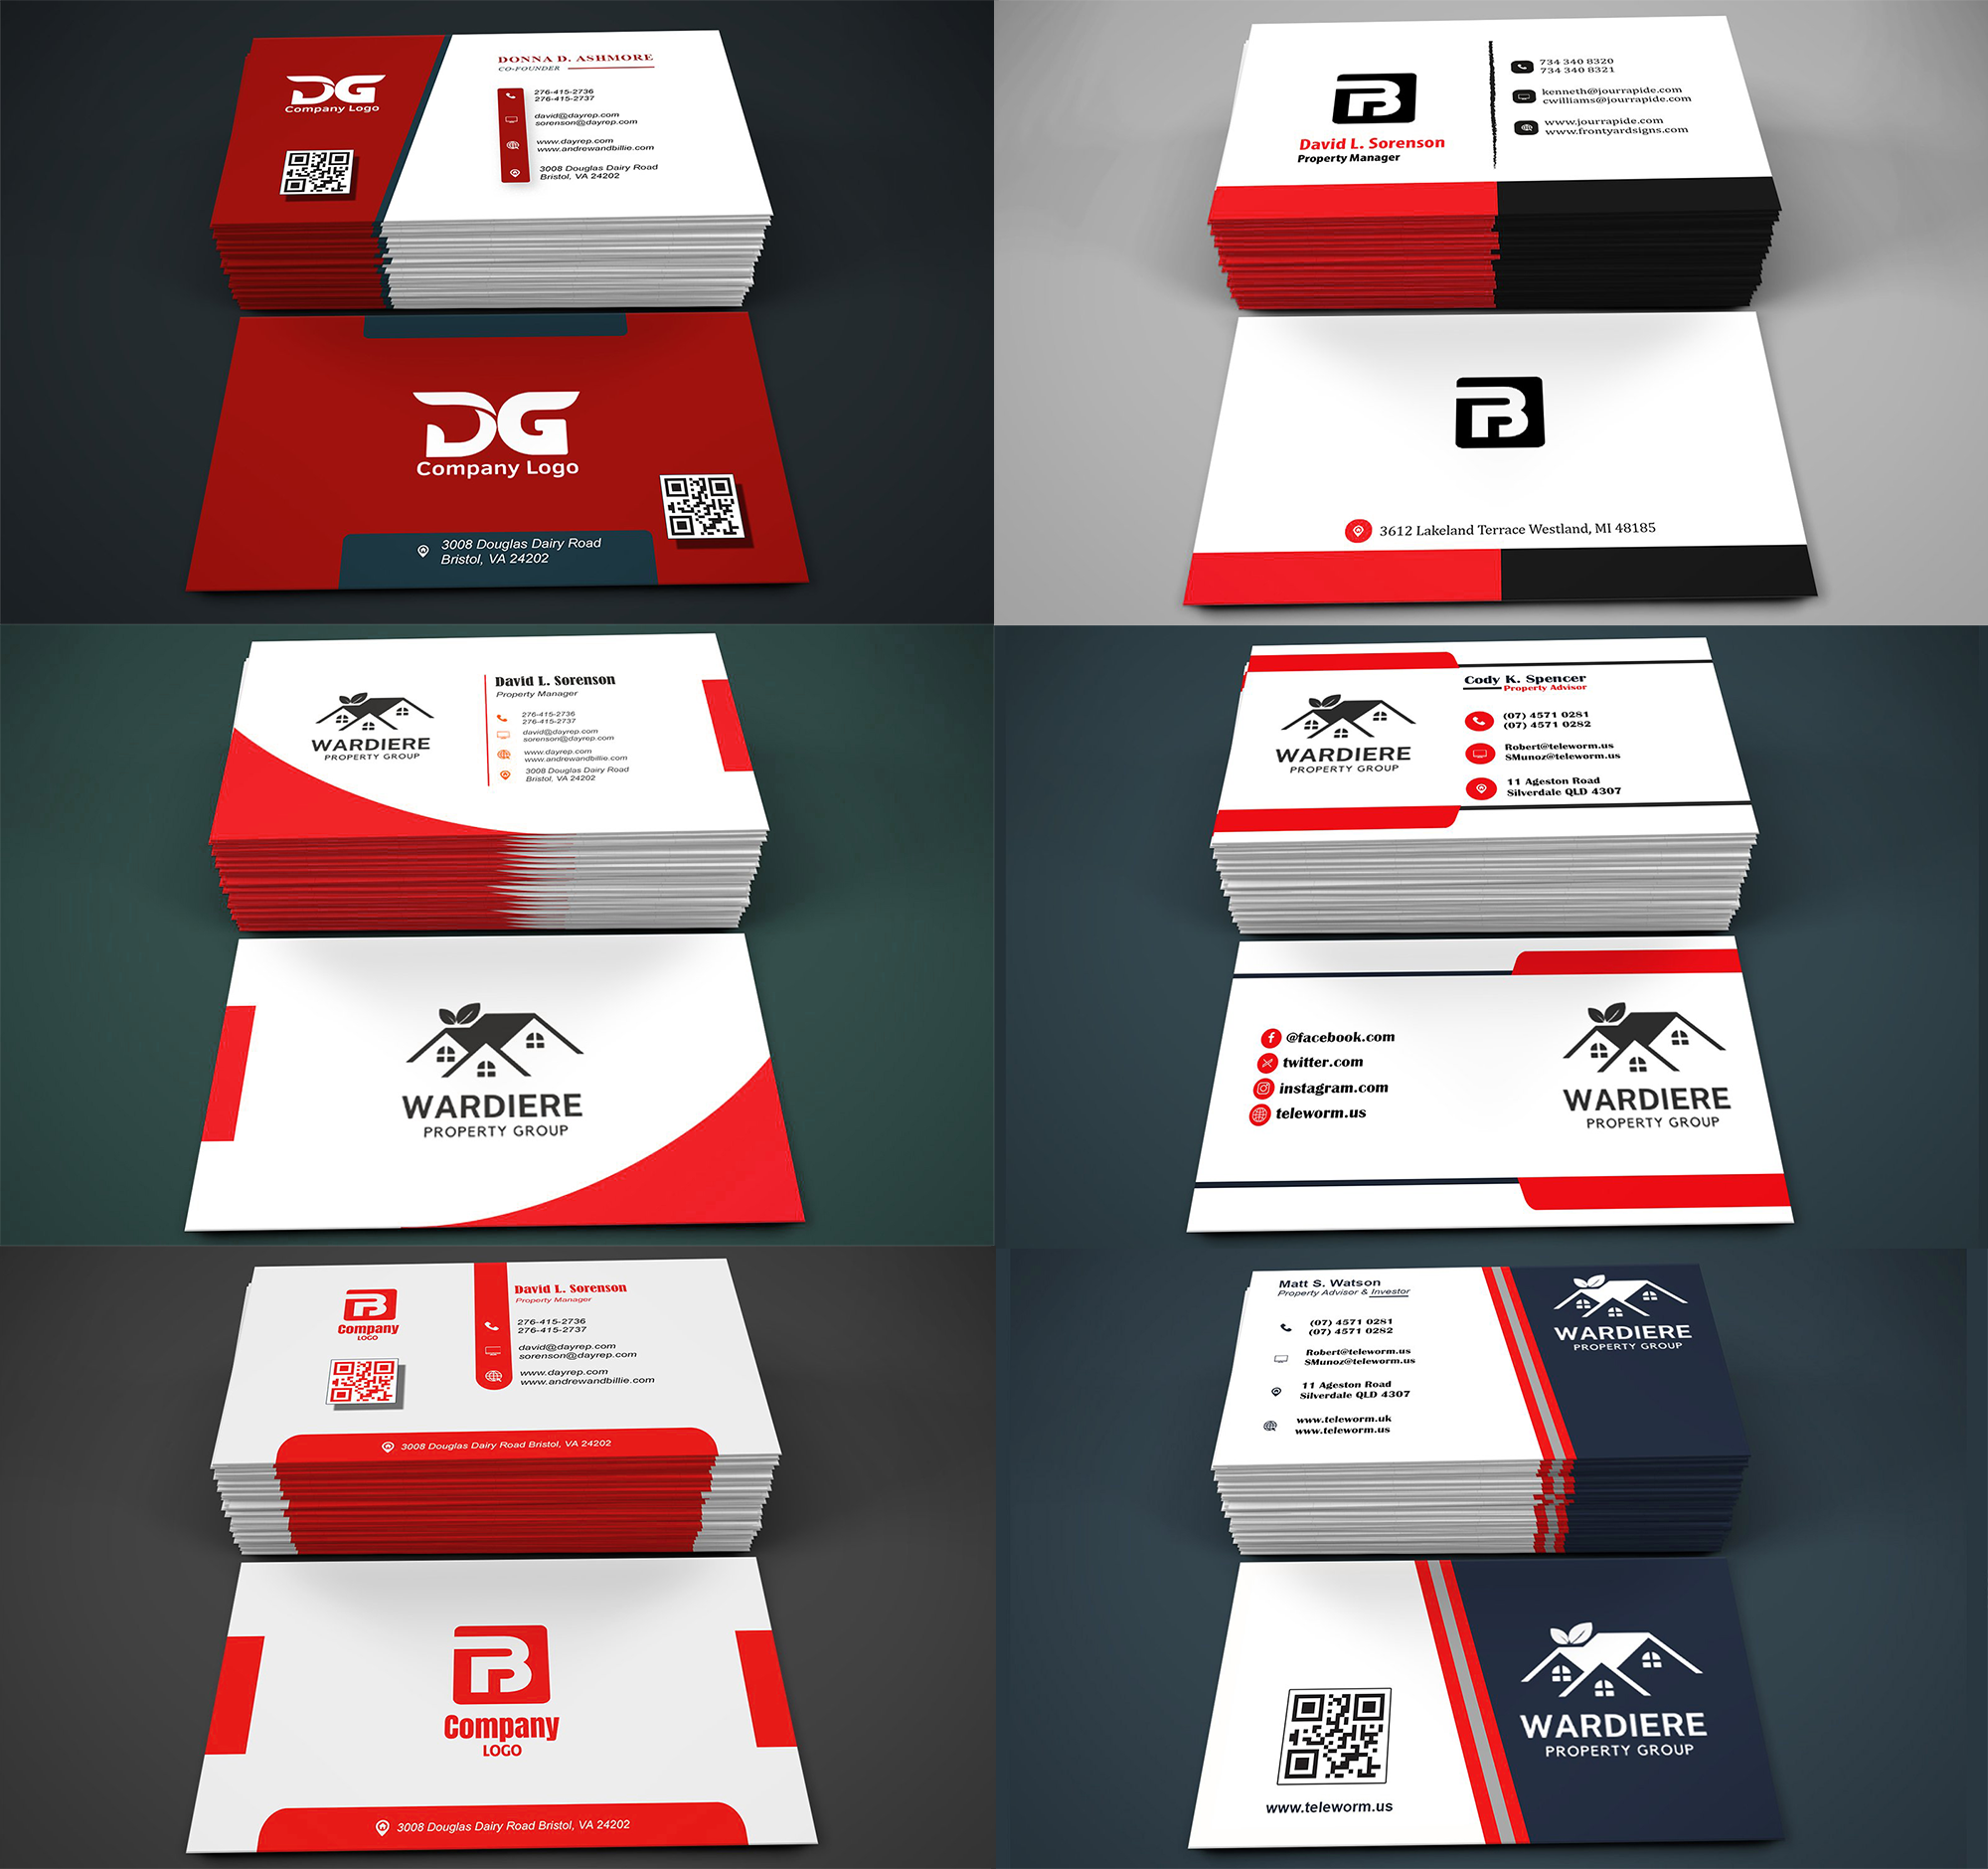 DG
Company Logo
DONNA D. ASHMORE
CO-FOUNDER
276-415-2736
276-415-2737
david@dayrep.com
sorenson@dayrep.com
www.dayrep.com
www.andrewandbillie.com
3008 Douglas Dairy Road
Bristol, VA 24202
DG
Company Logo
3008 Douglas Dairy Road
Bristol, VA 24202
B
David L. Sorenson
Property Manager
734 340 8320
734 340 8321
kenneth@jourrapide.com
cwilliams@jourrapide.com
www.jourrapide.com
www.frontyardsigns.com
B
3612 Lakeland Terrace Westland, MI 48185
WARDIERE
PROPERTY GROUP
David L. Sorenson
Property Manager
276-415-2736
276-415-2737
david@dayrep.com
sorenson@dayrep.com
www.dayrep.com
www.andrewandbillie.com
3008 Douglas Dairy Road
Bristol, VA 24202
WARDIERE
PROPERTY GROUP
WARDIERE
PROPERTY GROUP
Cody K. Spencer
Property Advisor
(07) 4571 0281
(07) 4571 0282
Robert@teleworm.us
SMunoz@teleworm.us
11 Ageston Road
Silverdale QLD 4307
@facebook.com
twitter.com
instagram.com
teleworm.us
WARDIERE
PROPERTY GROUP
B
Company
LOGO
David L. Sorenson
Property Manager
276-415-2736
276-415-2737
david@dayrep.com
sorenson@dayrep.com
www.dayrep.com
www.andrewandbillie.com
3008 Douglas Dairy Road Bristol, VA 24202
B
Company
LOGO
3008 Douglas Dairy Road Bristol, VA 24202
Matt S. Watson
Property Advisor & Investor
(07) 4571 0281
(07) 4571 0282
Robert@teleworm.us
SMunoz@teleworm.us
11 Ageston Road
Silverdale QLD 4307
www.teleworm.uk
www.teleworm.us
WARDIERE
PROPERTY GROUP
www.teleworm.us
WARDIERE
PROPERTY GROUP